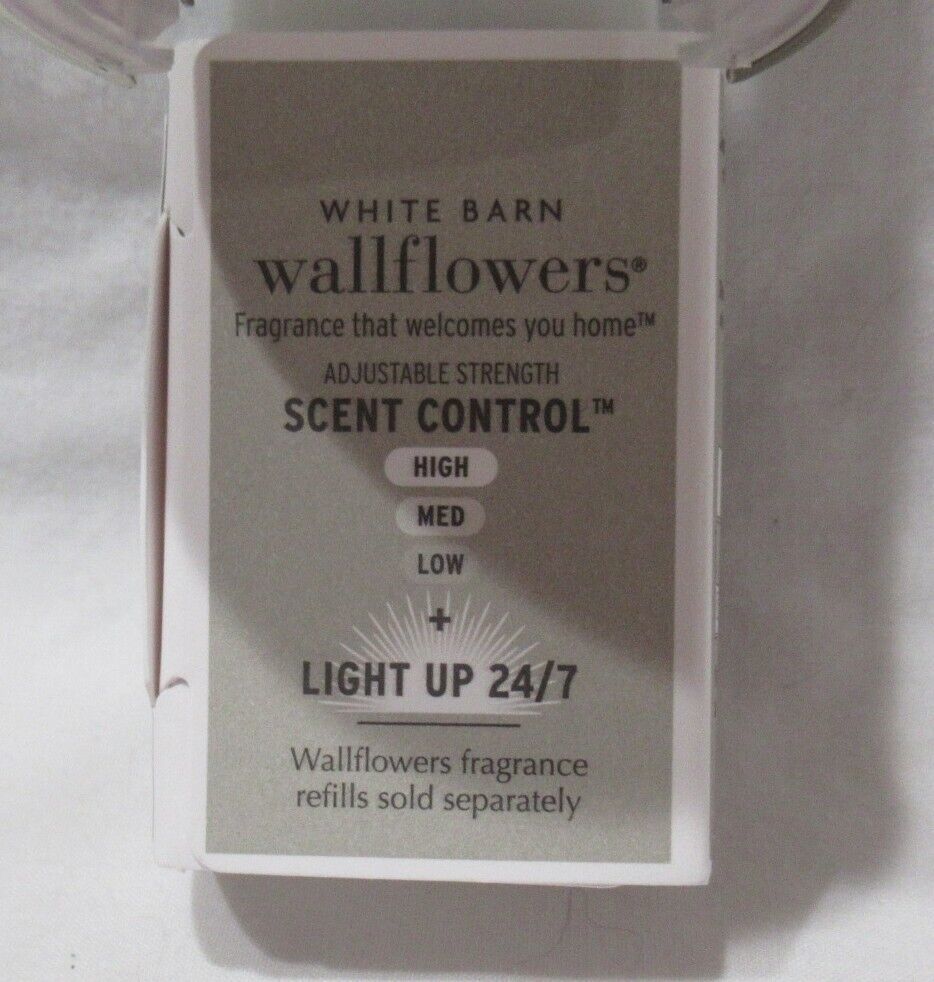 WHITE BARN
wallflowers®
Fragrance that welcomes you home™
ADJUSTABLE STRENGTH
SCENT CONTROL™
HIGH
MED
LOW
+
LIGHT UP 24/7
Wallflowers fragrance
refills sold separately